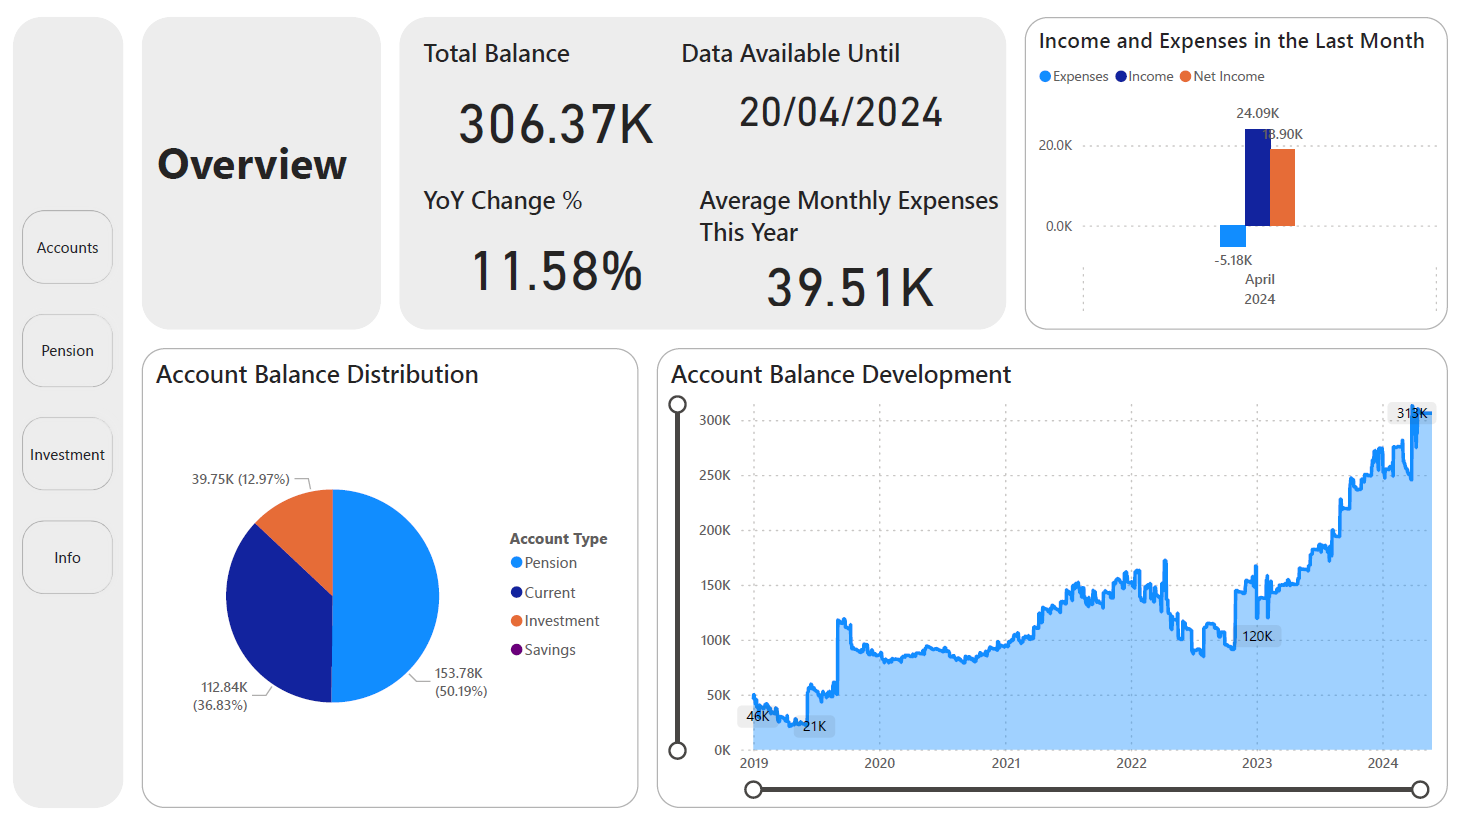 Accounts
Pension
Investment
Info
Overview
Total Balance
306.37K
Data Available Until
20/04/2024
YoY Change %
11.58%
Average Monthly Expenses
This Year
39.51K
Income and Expenses in the Last Month
Expenses Income Net Income
24.09K
18.90K
20.0K
0.0K
-5.18K
April
2024
Account Balance Distribution
39.75K (12.97%)
112.84K
(36.83%)
153.78K
(50.19%)
Account Type
Pension
Current
Investment
Savings
Account Balance Development
300K
250K
200K
150K
100K
50K
0K
313K
120K
46K
21K
2019 2020 2021 2022 2023 2024